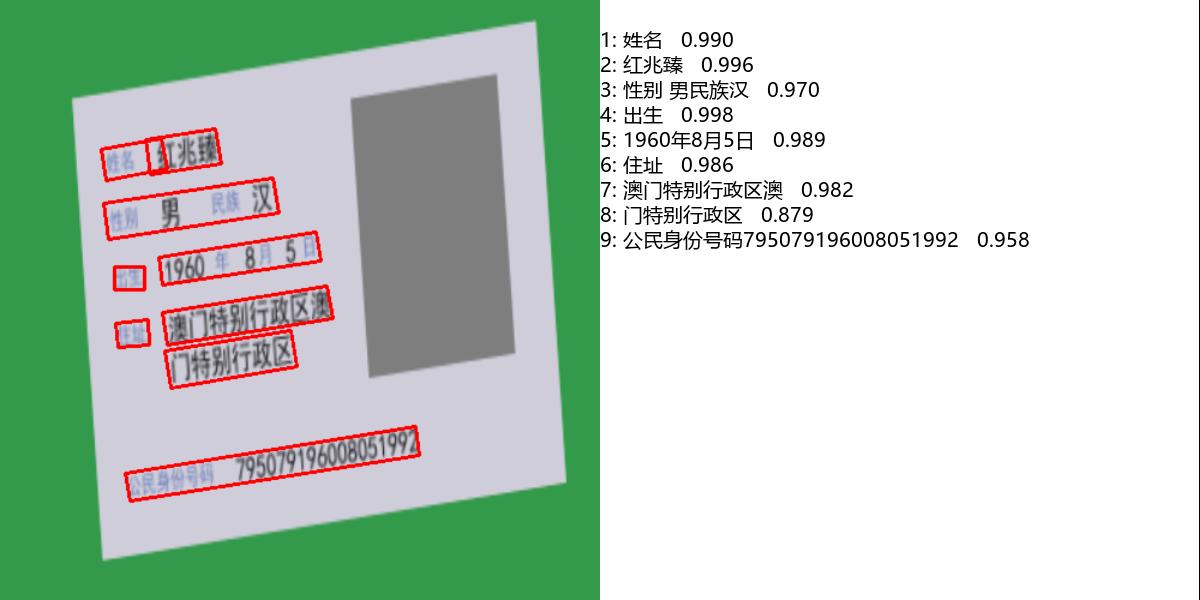 姓名 红兆臻
性别 男 民族 汉
出生 1960 年 8 月 5 日
住址 澳门特别行政区澳
门特别行政区
公民身份号码 795079196008051992
1: 姓名 0.990
2: 红兆臻 0.996
3: 性别 男民族汉 0.970
4: 出生 0.998
5: 1960年8月5日 0.989
6: 住址 0.986
7: 澳门特别行政区澳 0.982
8: 门特别行政区 0.879
9: 公民身份号码795079196008051992 0.958